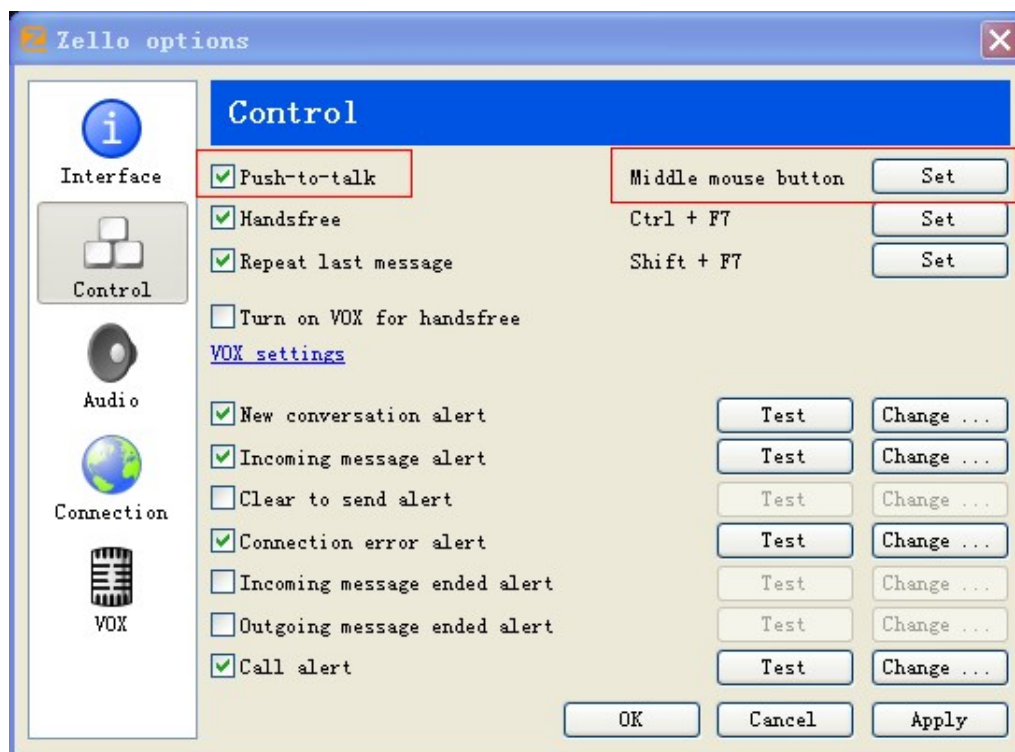 Zello options
Control
Interface
Control
Audio
Connection
VOX
Push-to-talk Middle mouse button Set
Handsfree Ctrl + F7 Set
Repeat last message Shift + F7 Set
Turn on VOX for handsfree
VOX settings
New conversation alert Test Change ...
Incoming message alert Test Change ...
Clear to send alert Test Change ...
Connection error alert Test Change ...
Incoming message ended alert Test Change ...
Outgoing message ended alert Test Change ...
Call alert Test Change ...
OK Cancel Apply